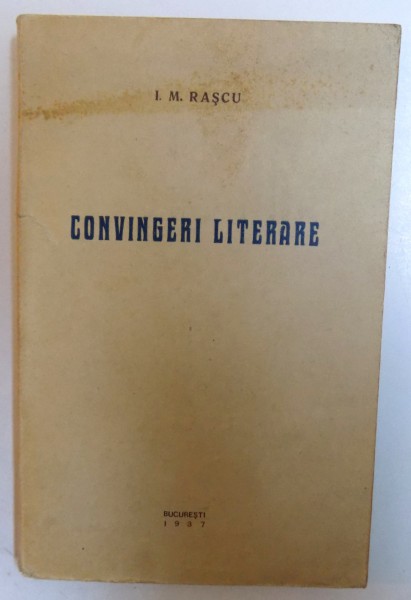 I. M. RAŞCU
CONVINGERI LITERARE
BUCUREŞTI
1937